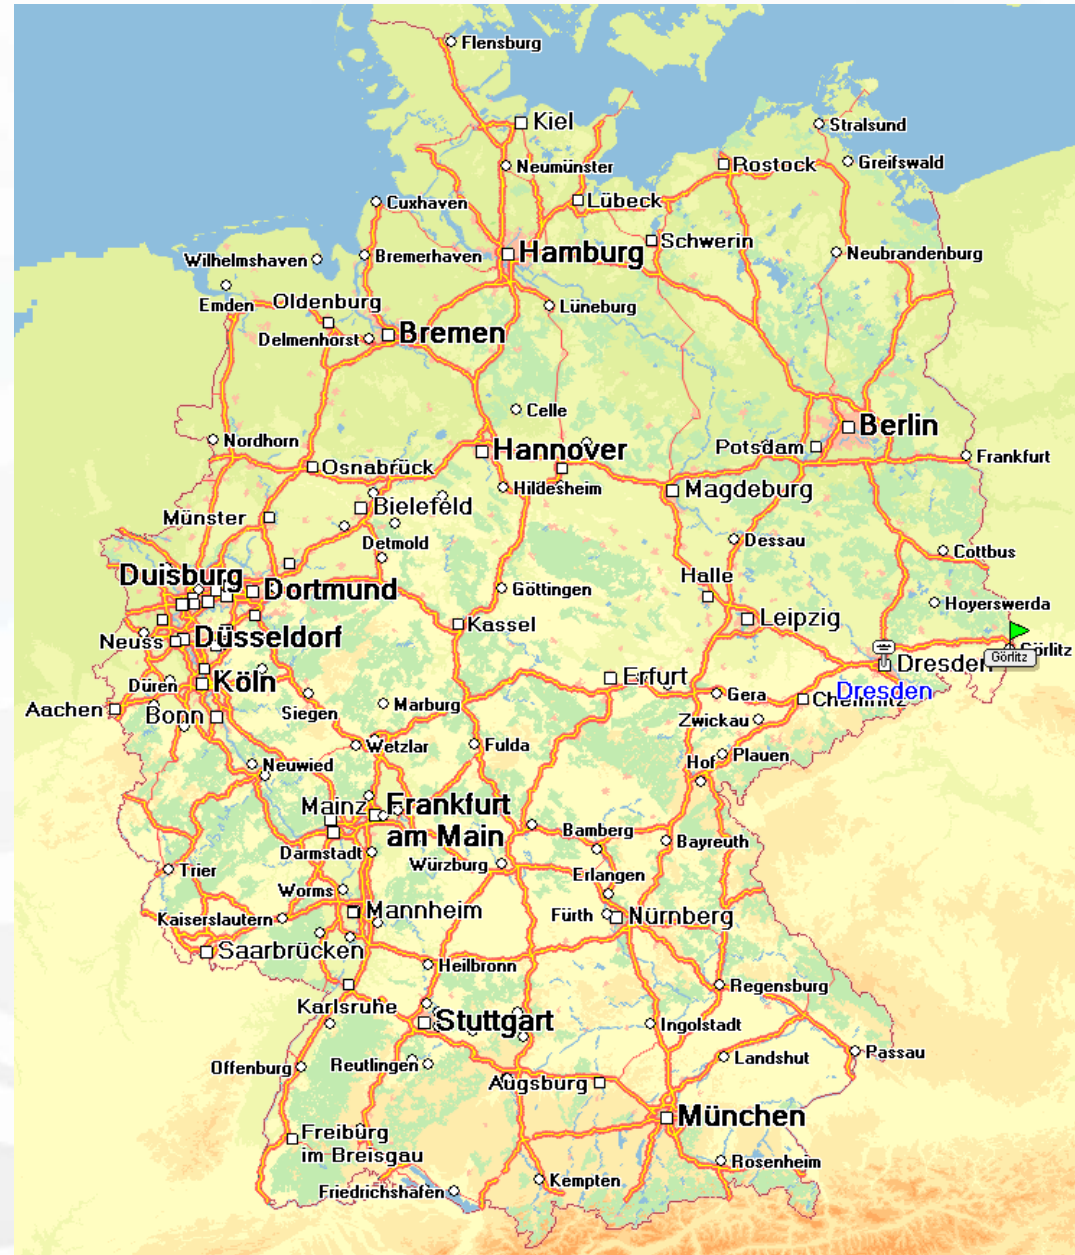 Flensburg
Kiel
Stralsund
Neumünster
Rostock
Greifswald
Cuxhaven
Lübeck
Schwerin
Hamburg
Neubrandenburg
Wilhelmshaven
Bremerhaven
Emden
Oldenburg
Lüneburg
Delmenhorst
Bremen
Celle
Berlin
Nordhorn
Hannover
Potsdam
Frankfurt
Osnabrück
Hildesheim
Magdeburg
Münster
Bielefeld
Detmold
Dessau
Cottbus
Duisburg
Dortmund
Göttingen
Halle
Hoyerswerda
Kassel
Leipzig
Neuss
Düsseldorf
Görlitz
Görlitz
Dresden
Dresden
Düren
Köln
Erfurt
Gera
Chemnitz
Aachen
Bonn
Siegen
Marburg
Zwickau
Wetzlar
Fulda
Hof
Plauen
Neuwied
Mainz
Frankfurt
am Main
Bamberg
Bayreuth
Darmstadt
Würzburg
Trier
Erlangen
Worms
Kaiserslautern
Mannheim
Fürth
Nürnberg
Saarbrücken
Heilbronn
Regensburg
Karlsruhe
Stuttgart
Ingolstadt
Offenburg
Reutlingen
Landshut
Passau
Augsburg
München
Freiburg
im Breisgau
Rosenheim
Friedrichshafen
Kempten